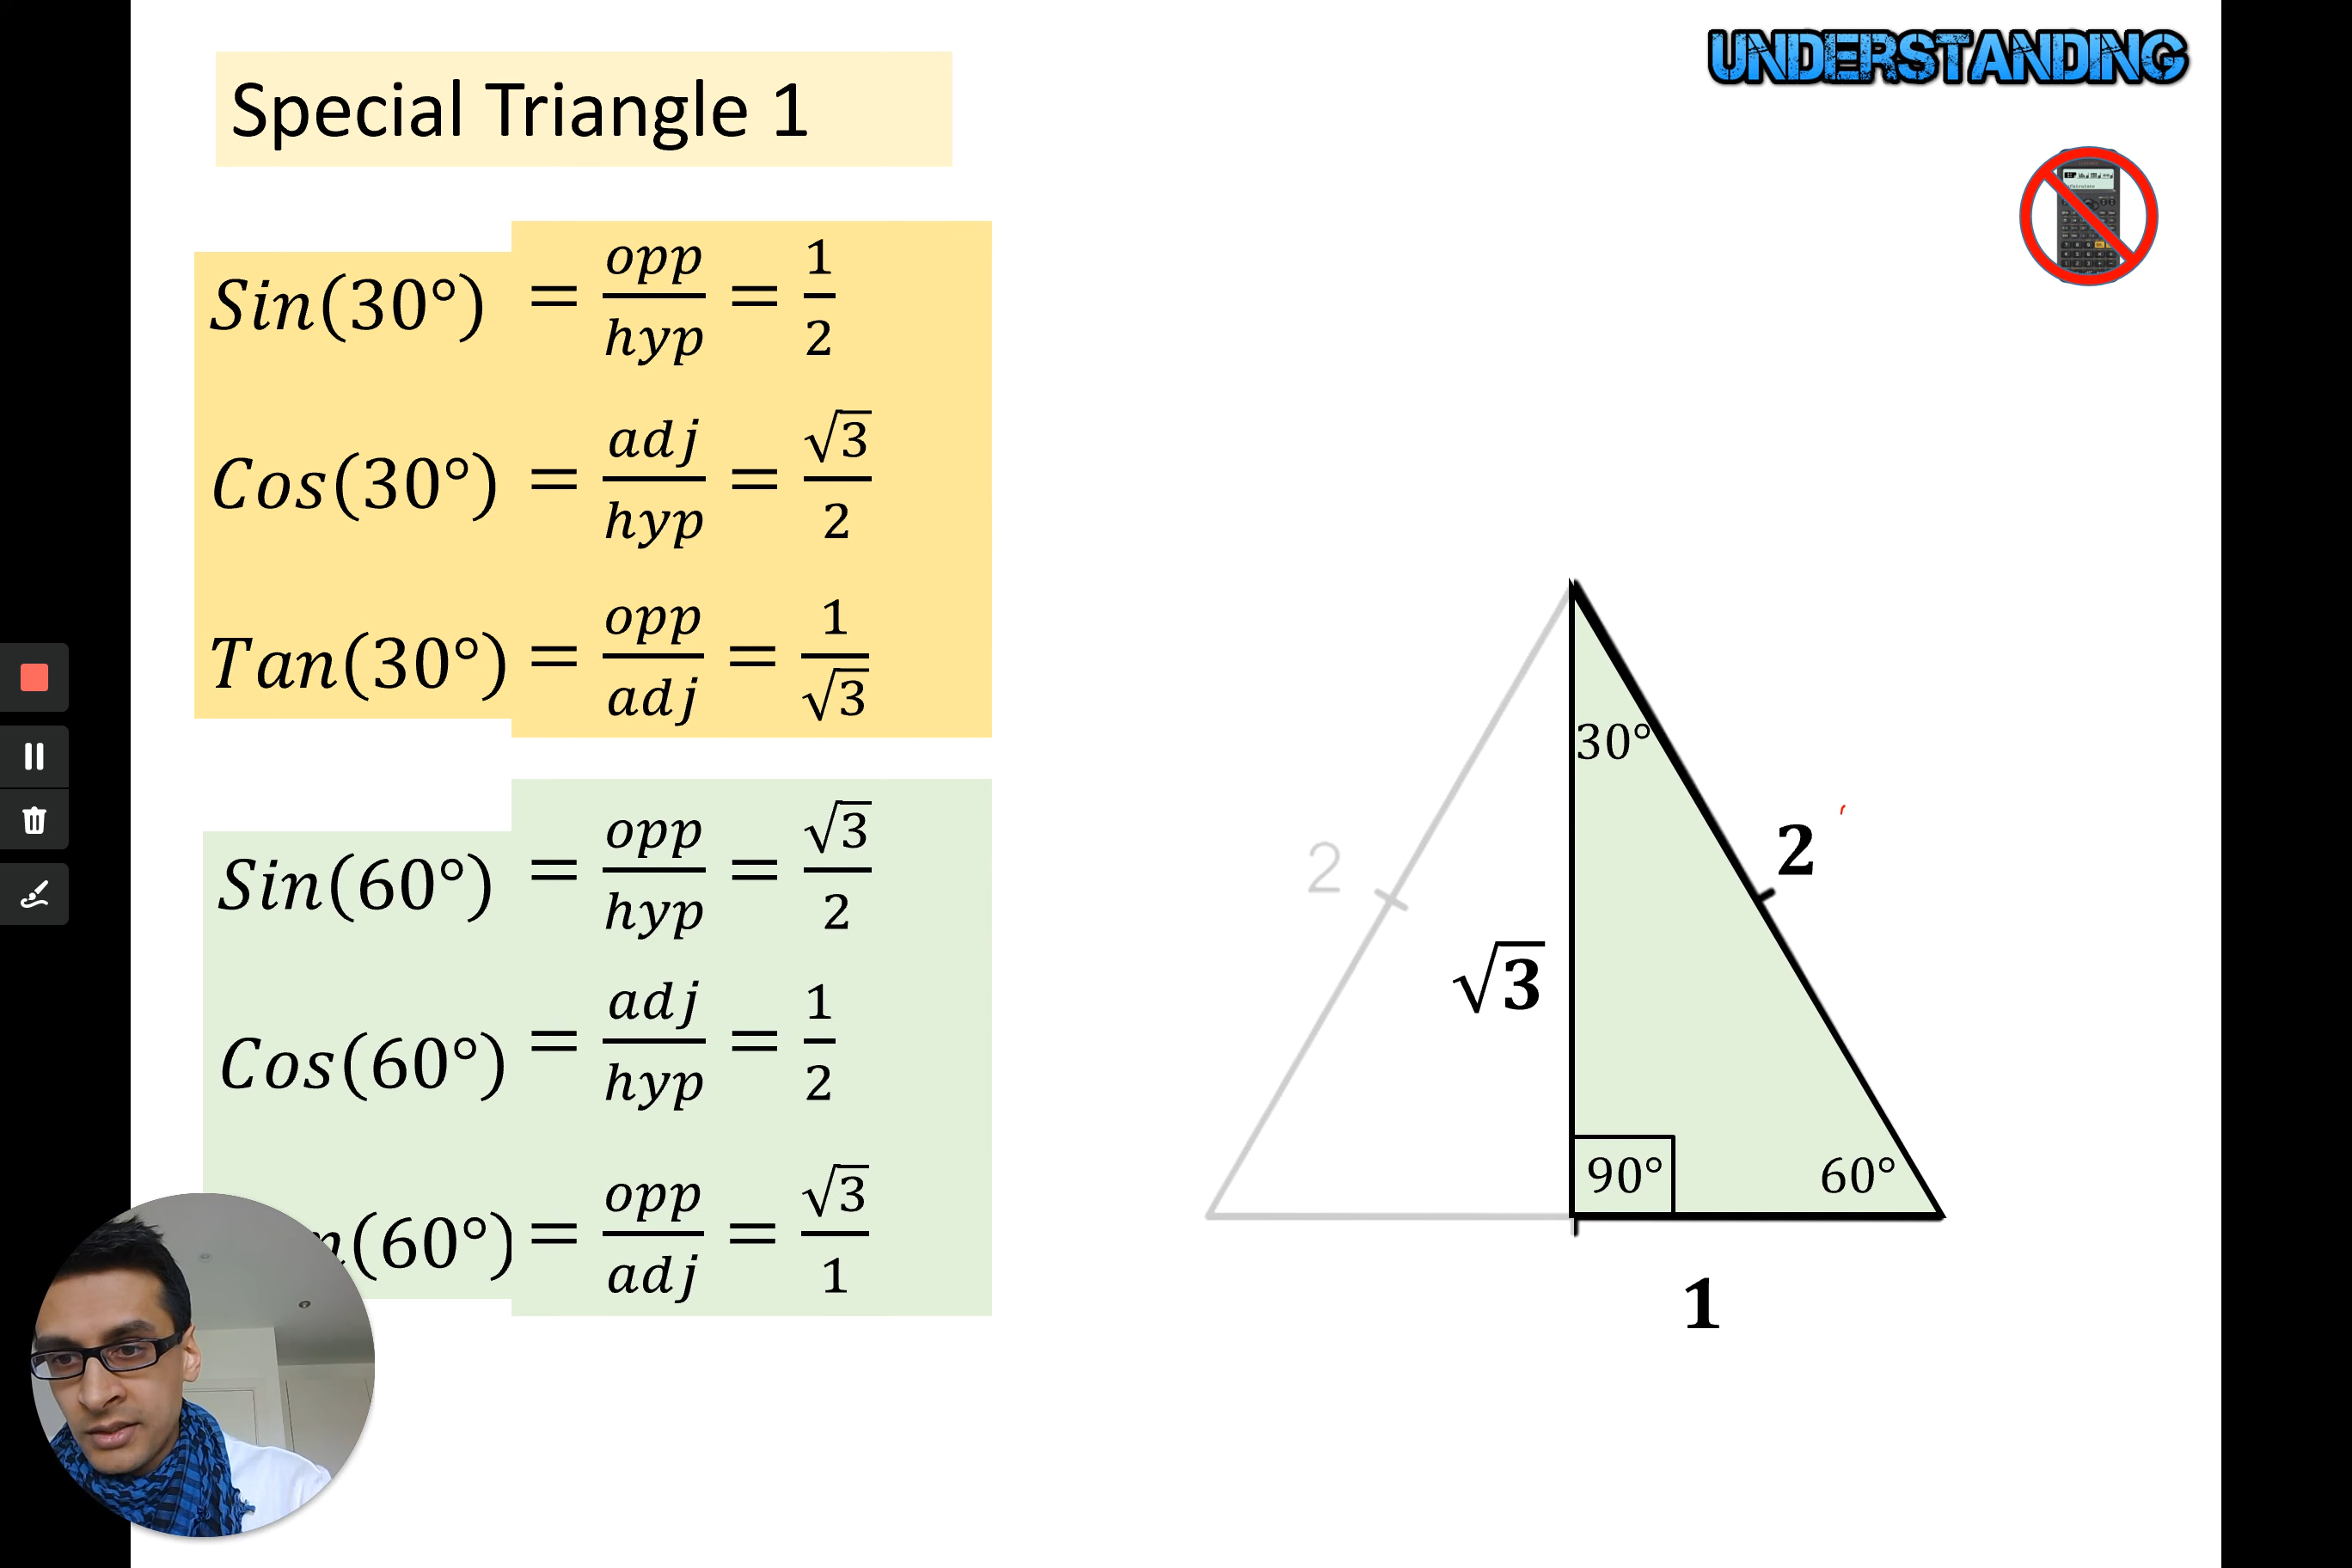 UNDERSTANDING
Special Triangle 1
Sin(30°) = opp/hyp = 1/2
Cos(30°) = adj/hyp = √3/2
Tan(30°) = opp/adj = 1/√3
Sin(60°) = opp/hyp = √3/2
Cos(60°) = adj/hyp = 1/2
n(60°) = opp/adj = √3/1
30°
2
2
√3
90°
60°
1